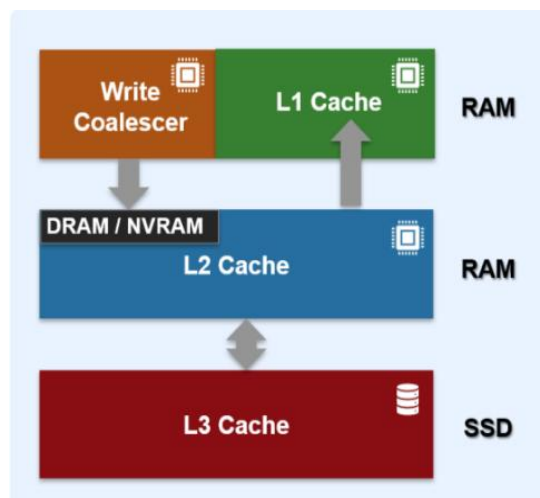 Write
Coalescer
L1 Cache
RAM
DRAM / NVRAM
L2 Cache
RAM
L3 Cache
SSD